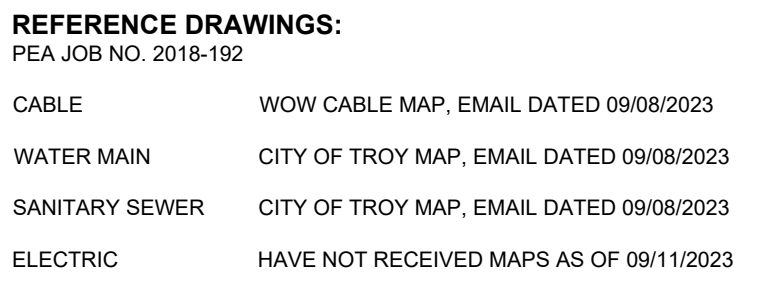 REFERENCE DRAWINGS:
PEA JOB NO. 2018-192
CABLE WOW CABLE MAP, EMAIL DATED 09/08/2023
WATER MAIN CITY OF TROY MAP, EMAIL DATED 09/08/2023
SANITARY SEWER CITY OF TROY MAP, EMAIL DATED 09/08/2023
ELECTRIC HAVE NOT RECEIVED MAPS AS OF 09/11/2023